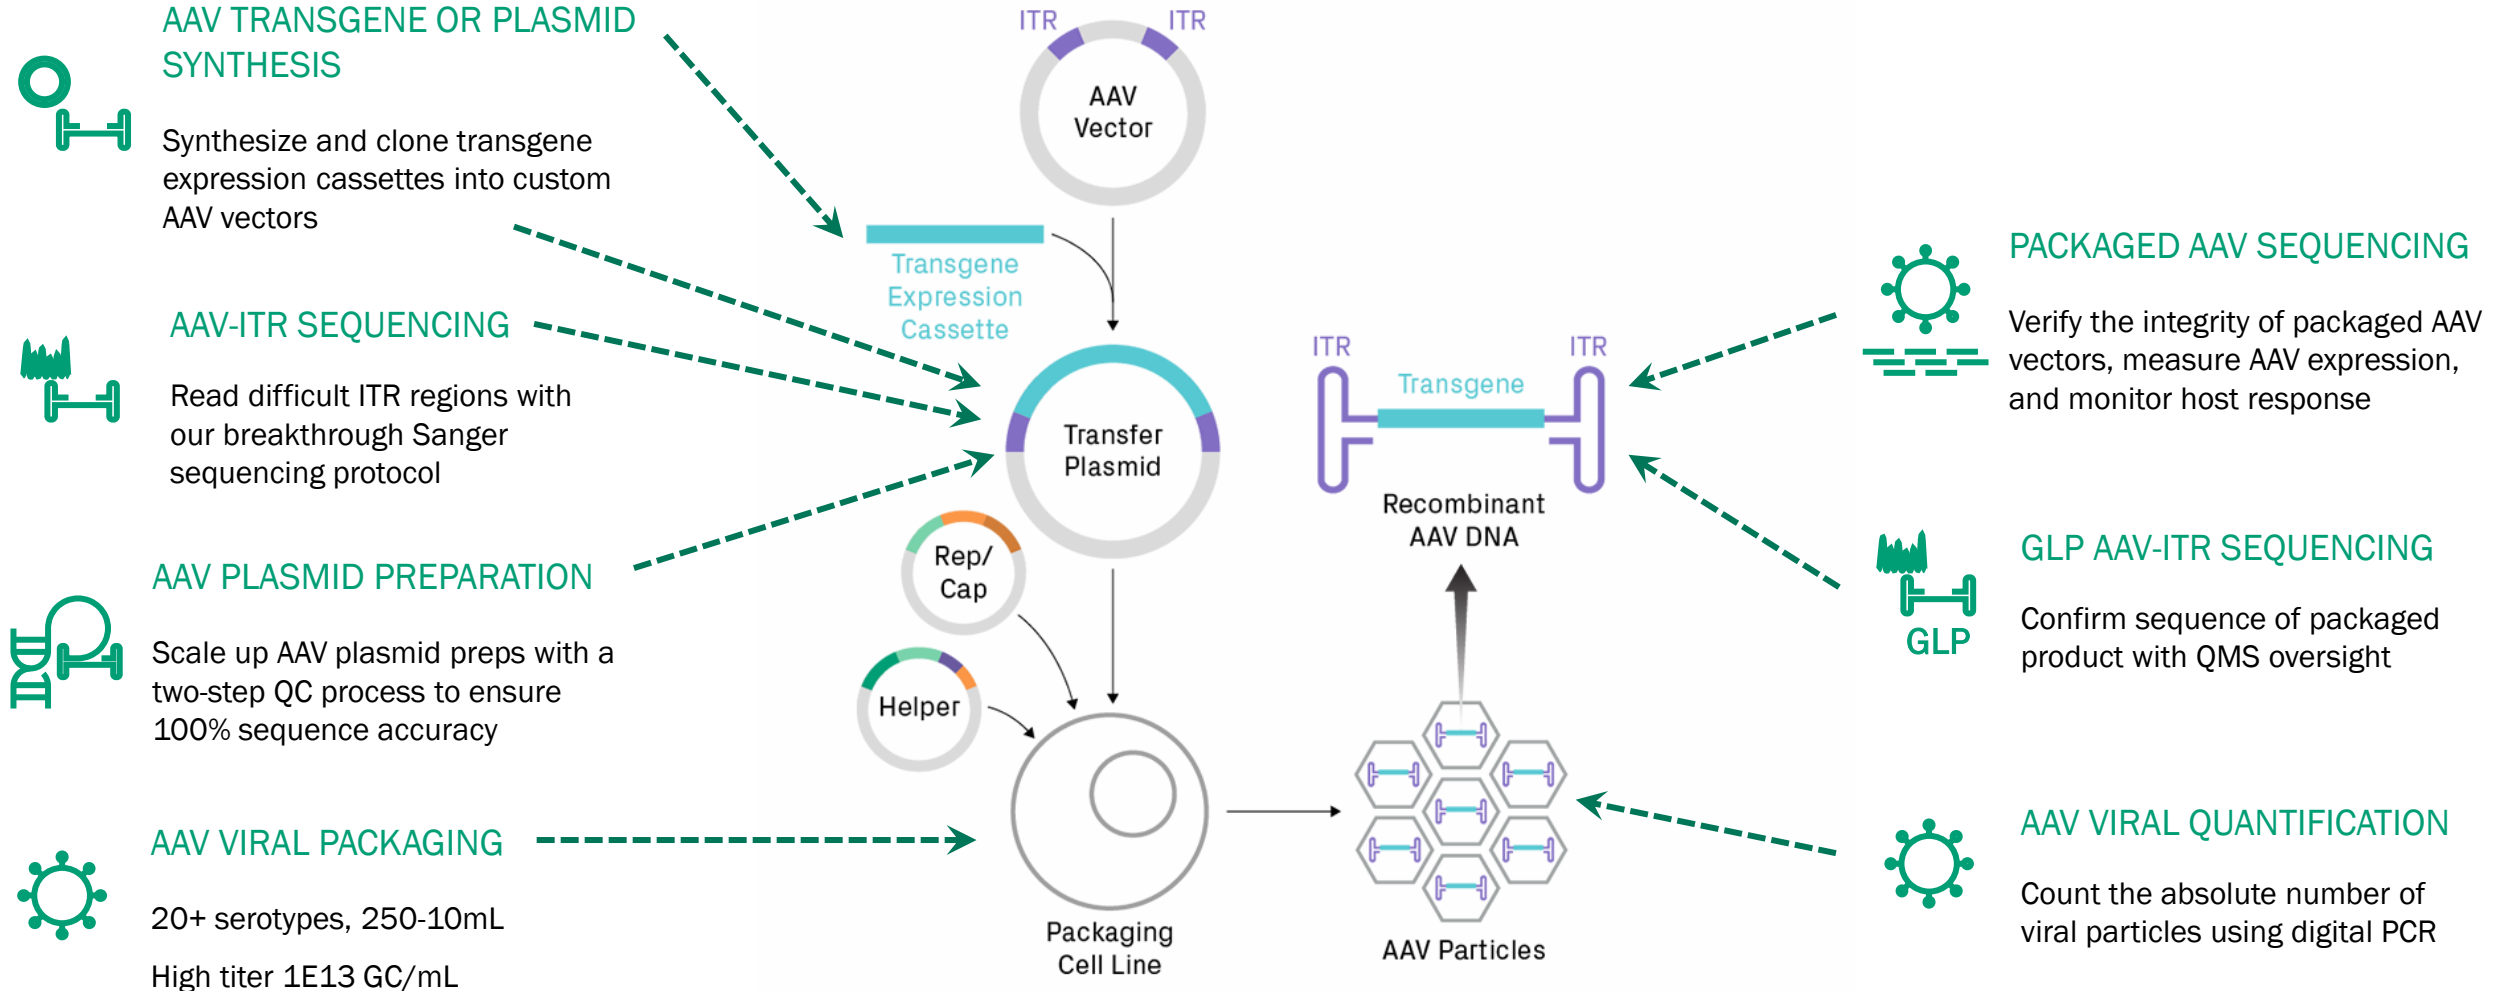 AAV TRANSGENE OR PLASMID
SYNTHESIS
Synthesize and clone transgene
expression cassettes into custom
AAV vectors
AAV-ITR SEQUENCING
Read difficult ITR regions with
our breakthrough Sanger
sequencing protocol
AAV PLASMID PREPARATION
Scale up AAV plasmid preps with a
two-step QC process to ensure
100% sequence accuracy
AAV VIRAL PACKAGING
20+ serotypes, 250-10mL
High titer 1E13 GC/mL
ITR
ITR
AAV
Vector
Transgene
Expression
Cassette
Transfer
Plasmid
Rep/
Cap
Helper
Packaging
Cell Line
ITR
ITR
Transgene
Recombinant
AAV DNA
AAV Particles
PACKAGED AAV SEQUENCING
Verify the integrity of packaged AAV
vectors, measure AAV expression,
and monitor host response
GLP AAV-ITR SEQUENCING
GLP
Confirm sequence of packaged
product with QMS oversight
AAV VIRAL QUANTIFICATION
Count the absolute number of
viral particles using digital PCR